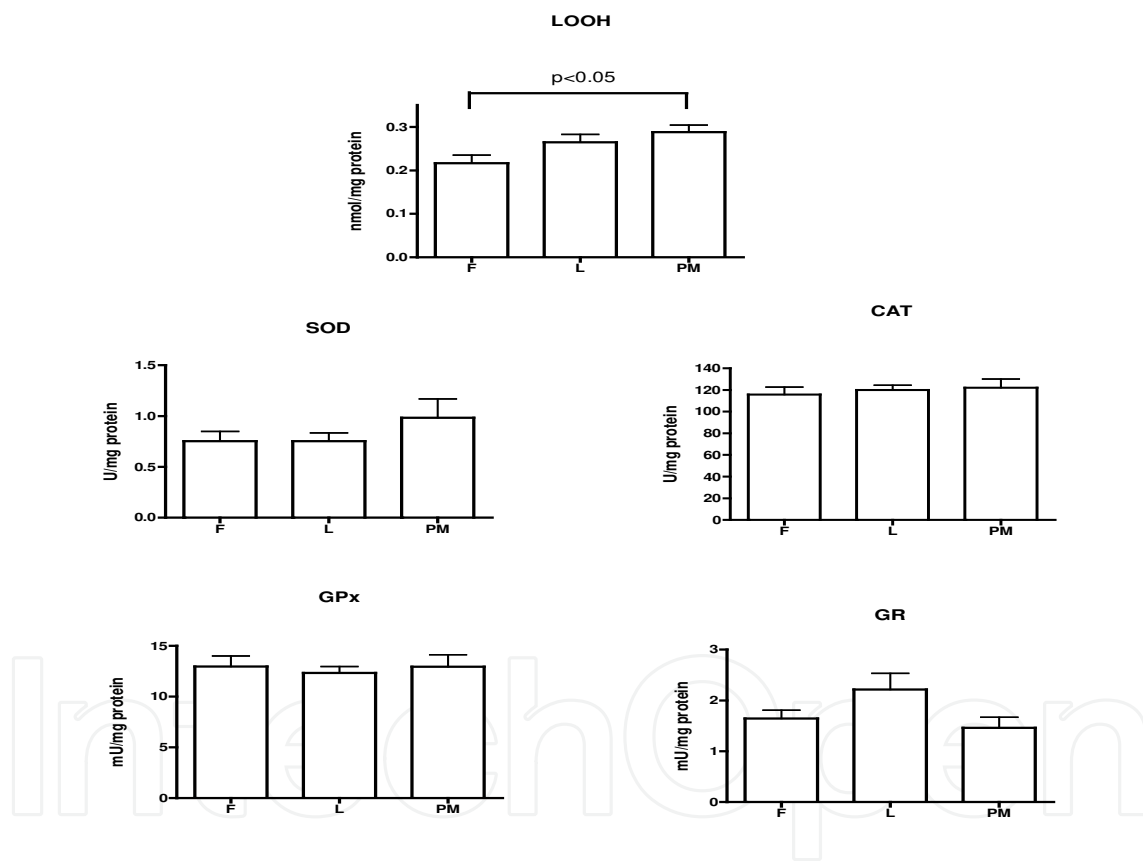 LOOH
p<0.05
nmol/mg protein
0.3
0.2
0.1
0.0
F L PM
SOD
U/mg protein
1.5
1.0
0.5
0.0
F L PM
CAT
U/mg protein
140
120
100
80
60
40
20
0
F L PM
GPx
mU/mg protein
15
10
5
0
F L PM
GR
mU/mg protein
3
2
1
0
F L PM
IntechOpen